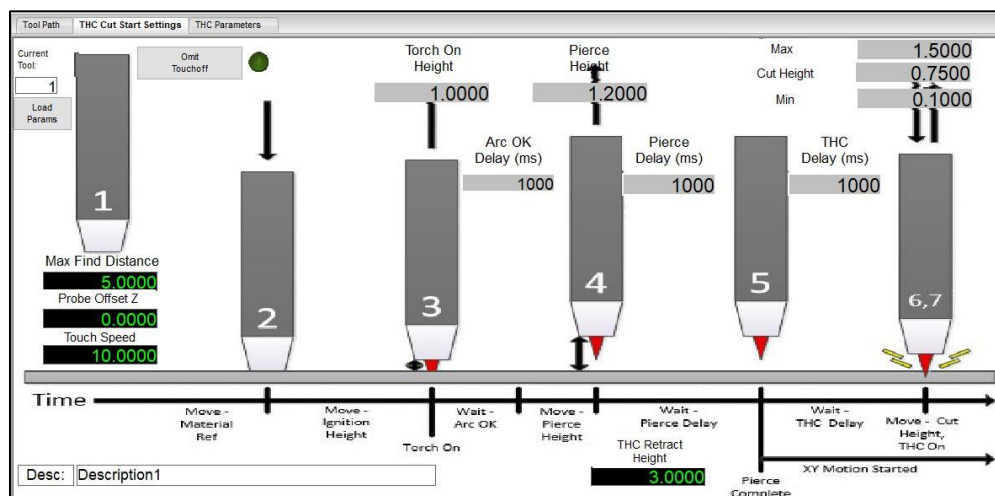 Tool Path THC Cut Start Settings THC Parameters
Current
Tool:
1
Load
Params
Omit
Touchoff
Torch On
Height
1.0000
Pierce
Height
1.2000
Max 1.5000
Cut Height 0.7500
Min 0.1000
Arc OK
Delay (ms)
1000
Pierce
Delay (ms)
1000
THC
Delay (ms)
1000
1
2
3
4
5
6,7
Max Find Distance
5.0000
Probe Offset Z
0.0000
Touch Speed
10.0000
Time
Move -
Material
Ref
Move -
Ignition
Height
Torch On
Wait -
Arc OK
Move -
Pierce
Height
Wait -
Pierce Delay
Wait -
THC Delay
Move - Cut
Height,
THC On
THC Retract
Height
3.0000
Pierce
Complete
XY Motion Started
Desc: Description1